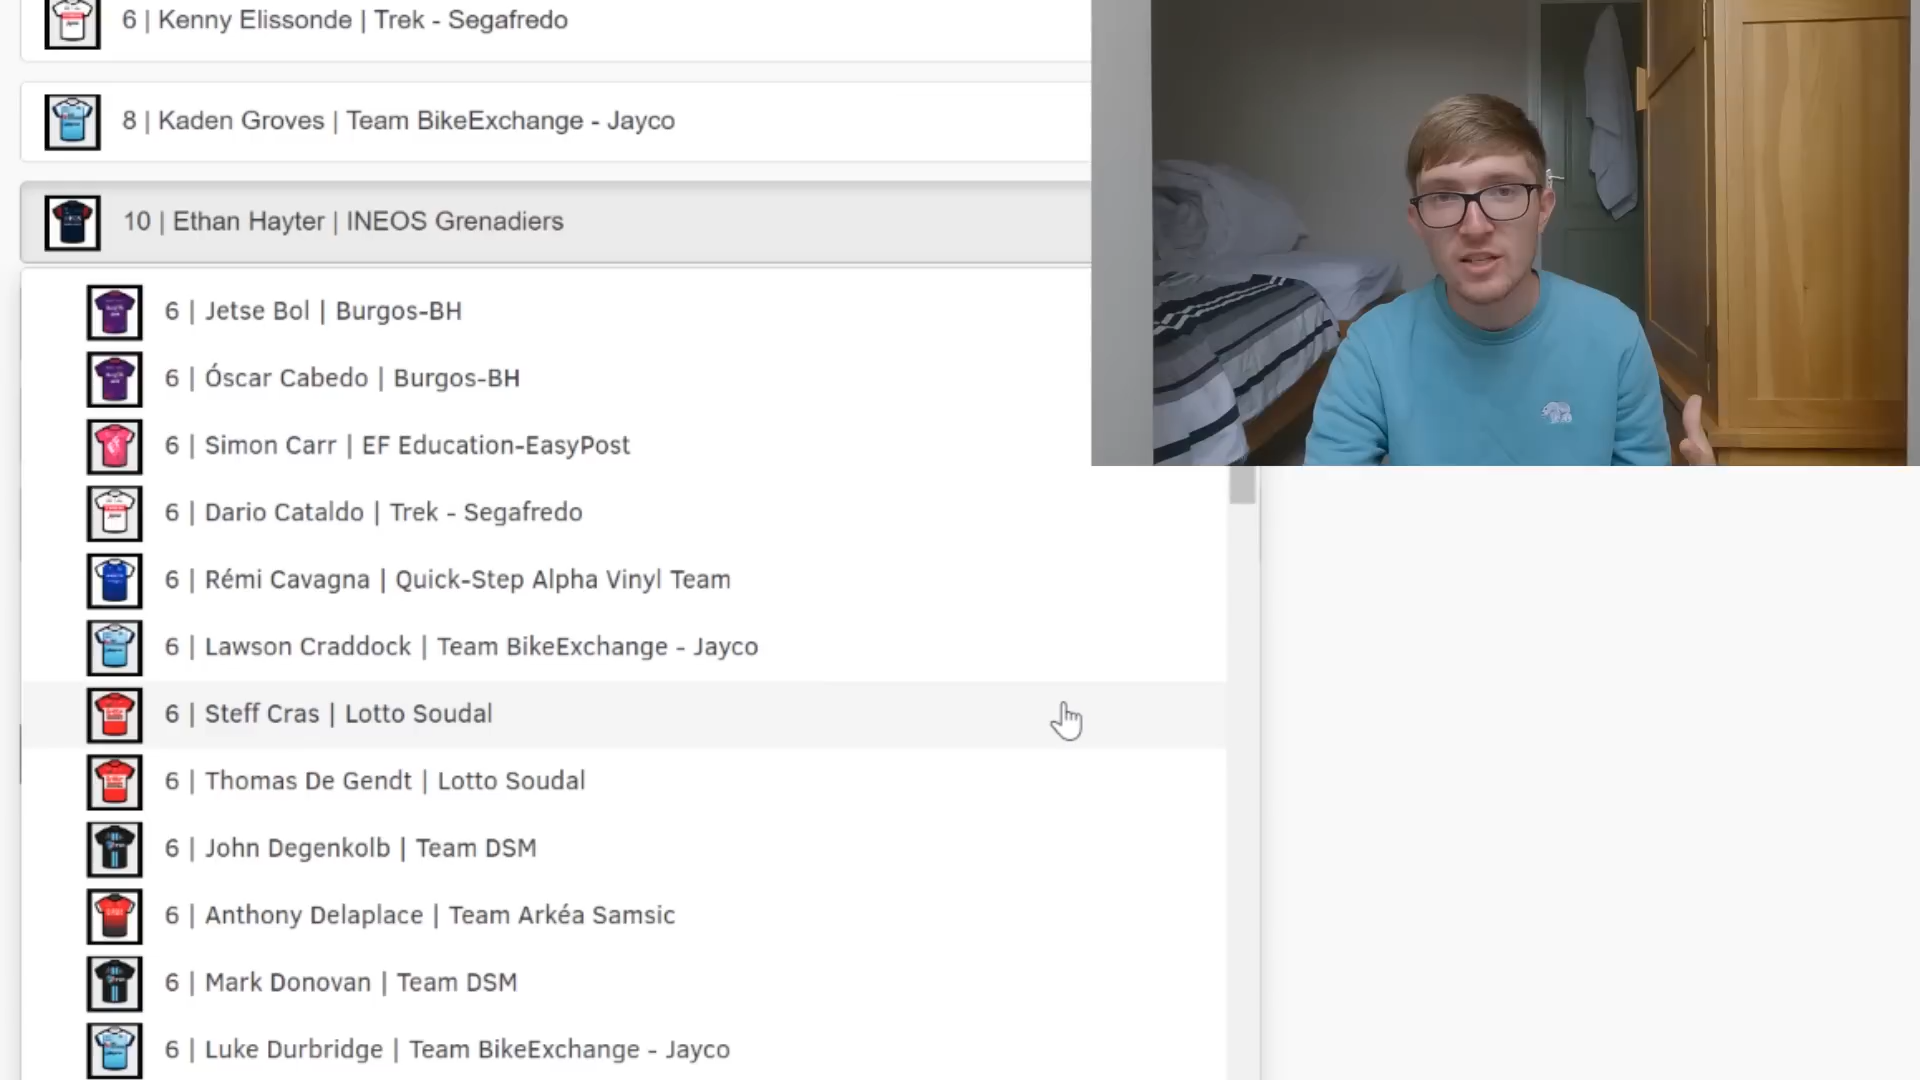 6 | Kenny Elissonde | Trek - Segafredo
8 | Kaden Groves | Team BikeExchange - Jayco
10 | Ethan Hayter | INEOS Grenadiers
6 | Jetse Bol | Burgos-BH
6 | Óscar Cabedo | Burgos-BH
6 | Simon Carr | EF Education-EasyPost
6 | Dario Cataldo | Trek - Segafredo
6 | Rémi Cavagna | Quick-Step Alpha Vinyl Team
6 | Lawson Craddock | Team BikeExchange - Jayco
6 | Steff Cras | Lotto Soudal
6 | Thomas De Gendt | Lotto Soudal
6 | John Degenkolb | Team DSM
6 | Anthony Delaplace | Team Arkéa Samsic
6 | Mark Donovan | Team DSM
6 | Luke Durbridge | Team BikeExchange - Jayco